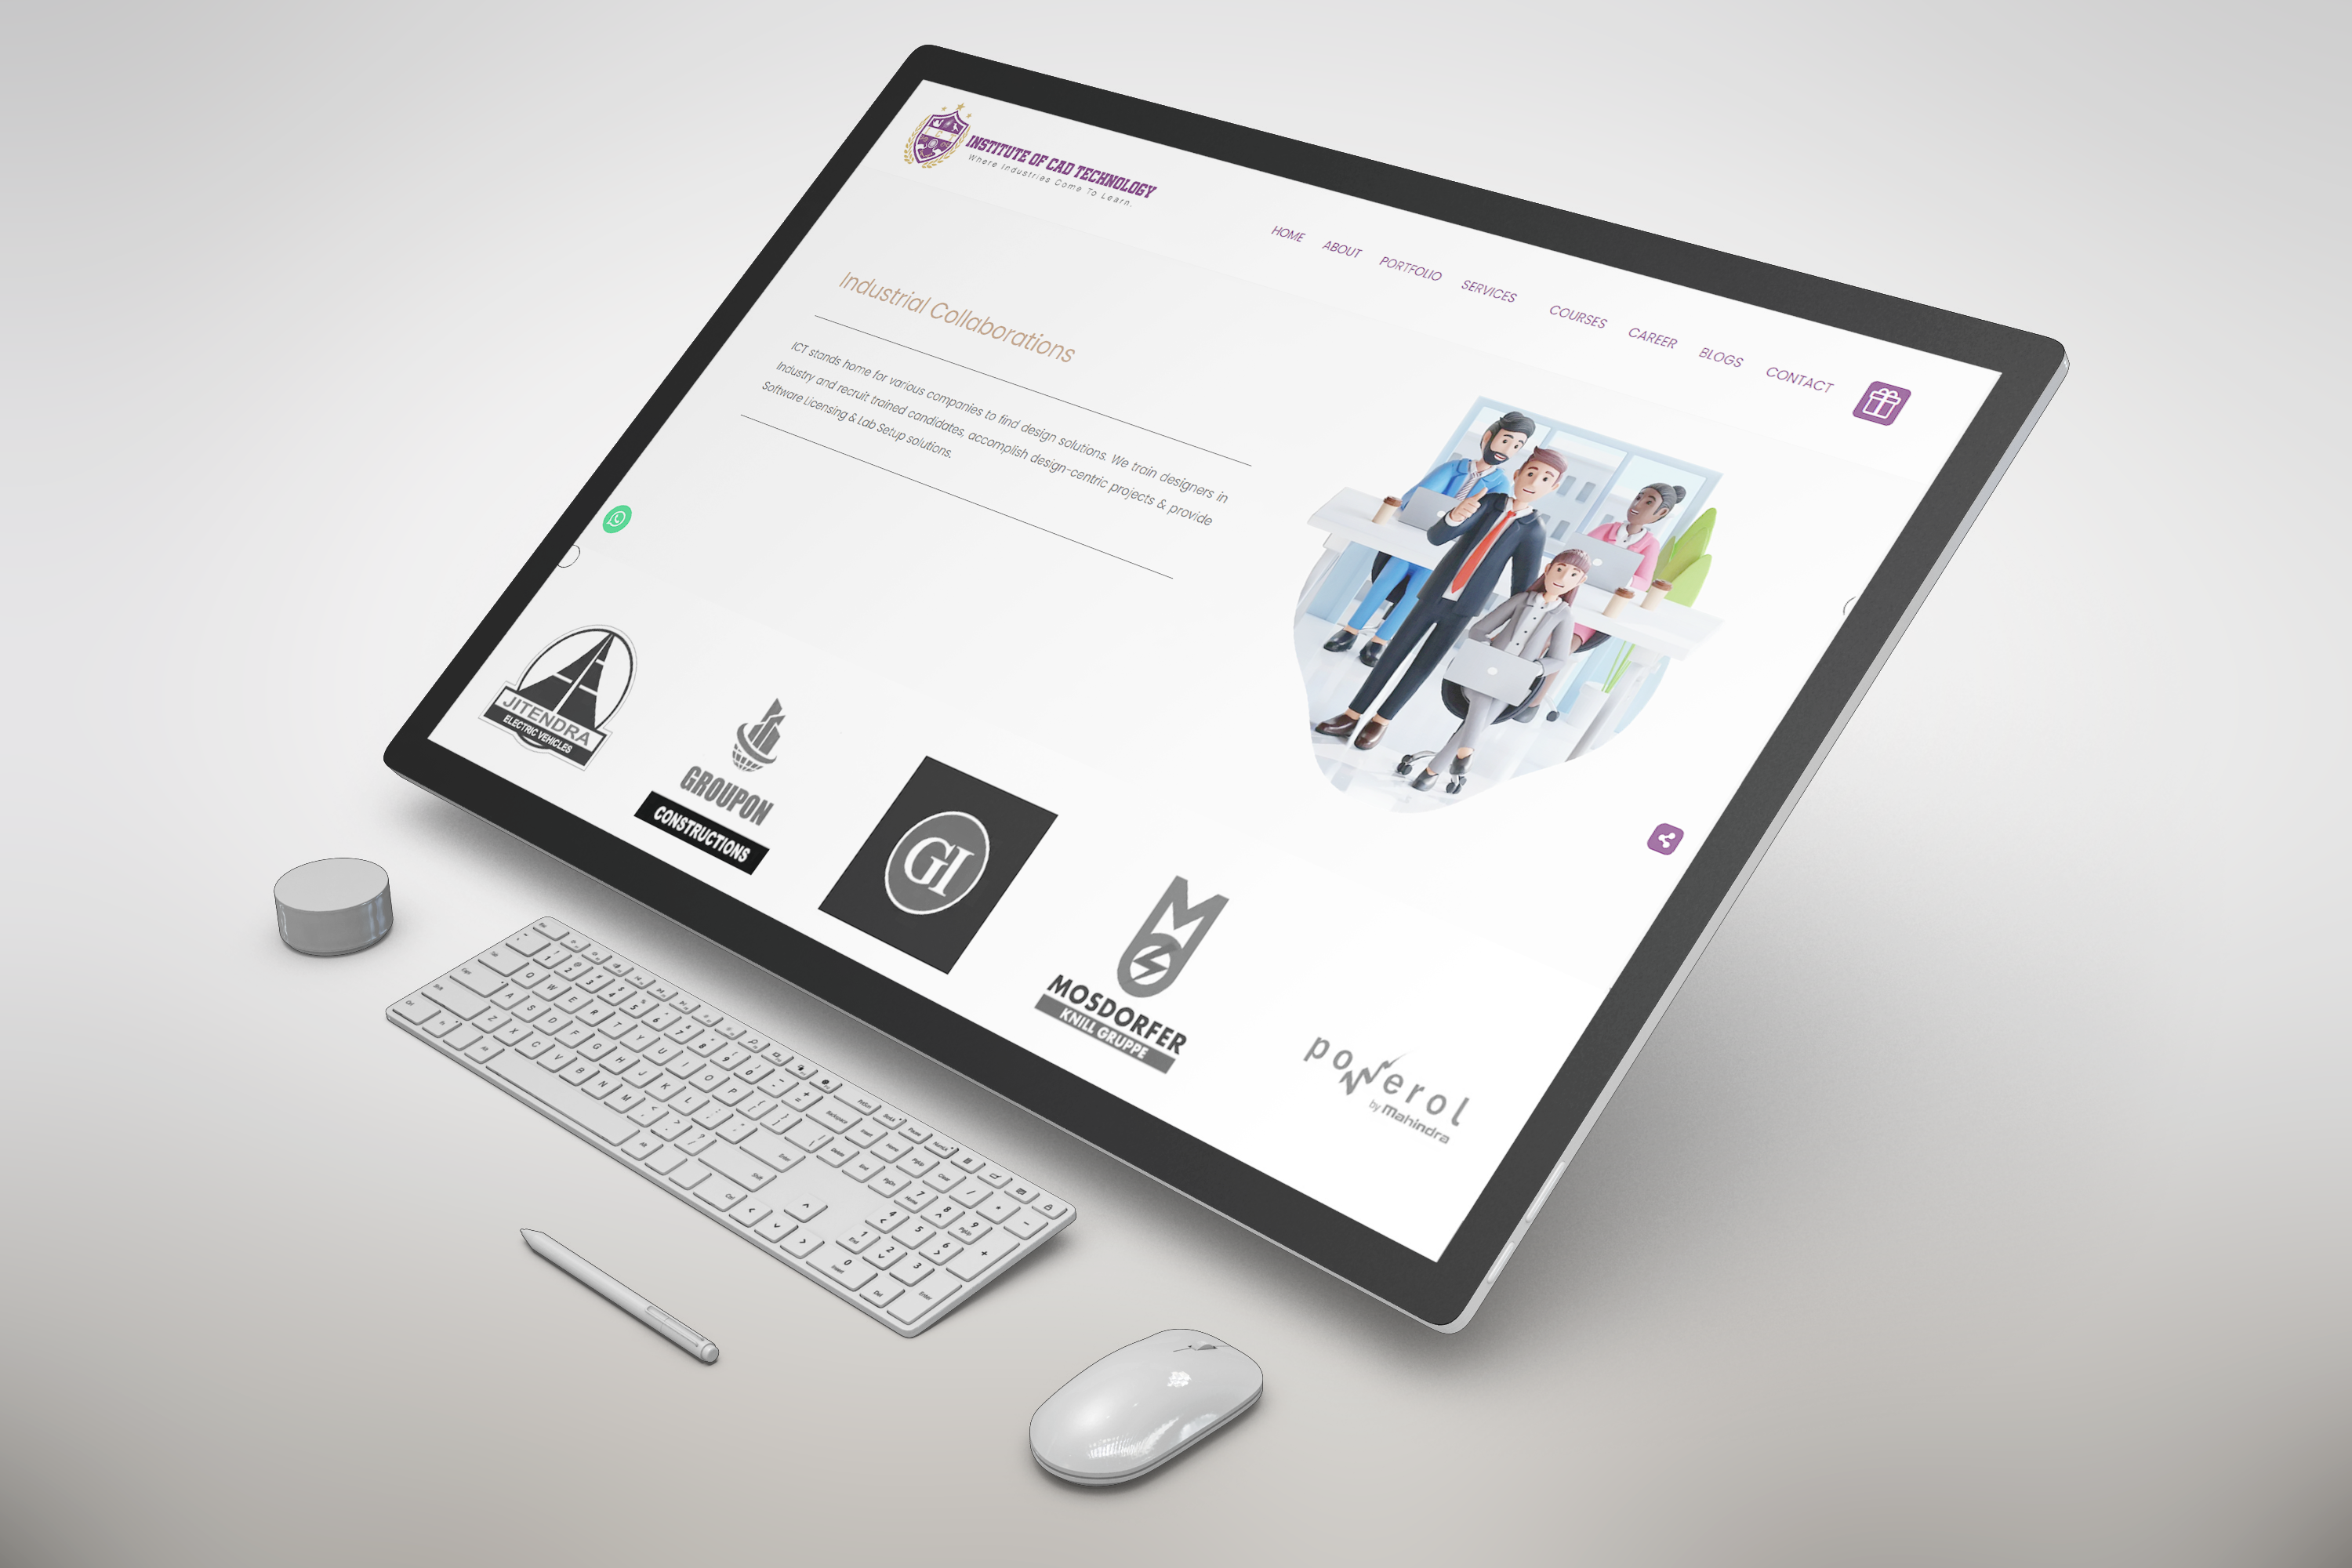 INSTITUTE OF CAD TECHNOLOGY
Where Industries Come To Learn.
HOME ABOUT PORTFOLIO SERVICES COURSES CAREER BLOGS CONTACT
Industrial Collaborations
ICT stands home for various companies to find design solutions. We train designers in
Industry and recruit trained candidates, accomplish design-centric projects & provide
Software Licensing & Lab Setup solutions.
JITENDRA
ELECTRIC VEHICLES
GROUPON
CONSTRUCTIONS
GI
MOSDORFER
KNILL GRUPPE
powerol
by Mahindra